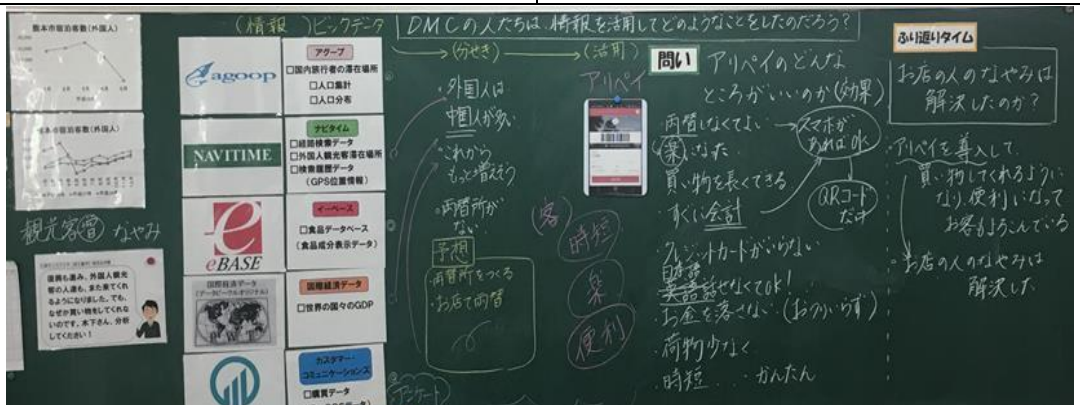 熊本市宿泊客数(外国人)
熊本市宿泊客数(外国人)
観光客 なやみ
復興も進み、外国人観光
客の人達も、また来てくれ
るようになりました。でも、
なぜか買い物をしてくれな
いのです。木下さん、分析
してください!
(情報)ビックデータ
agoop
アグープ
□国内旅行者の滞在場所
□人口集計
□人口分布
NAVITIME
ナビタイム
□経路検索データ
□外国人観光客滞在場所
□検索履歴データ
(GPS位置情報)
eBASE
イーベース
□食品データベース
(食品成分表示データ)
国際経済データ
国際経済データ
□世界の国々のGDP
カスタマー・
コミュニケーションズ
□購買データ
アンケート
DMCの人たちは、情報を活用してどのようなことをしたのだろう?
(分せき)
(活用)
・外国人は
中国人が多い
・これから
もっと増えそう
・両替所が
ない
予想
・両替所をつくる
・お店で両替
アリペイ
(客)
時短
楽
便利
問い
アリペイのどんな
ところがいいのか(効果)
・両替しなくてよい
楽になった
・買い物を長くできる
・すぐに会計
スマホが
あればOK
QRコード
だけ
・クレジットカードがいらない
日本語
英語話せなくてOK!
・お金を落さない(おつりいらず)
・荷物少なく
・時短...かんたん
ふり返りタイム
お店の人のなやみは
解決したのか?
・アリペイを導入して
買い物してくれるように
なり、便利になって
お客もよろこんでいる
・お店の人のなやみは
解決した